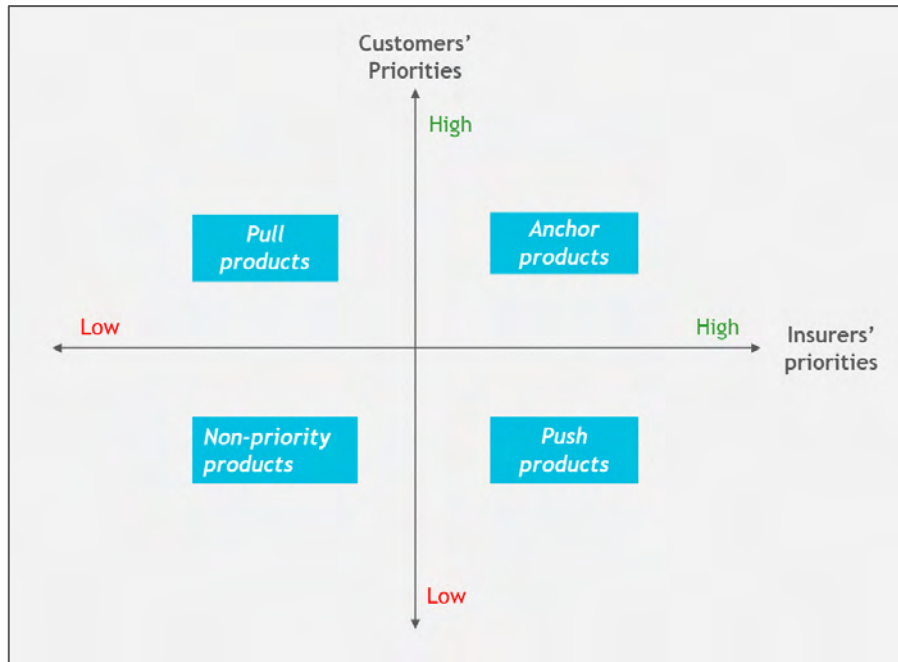 Customers’
Priorities
High
Pull
products
Anchor
products
Low
High
Insurers’
priorities
Non-priority
products
Push
products
Low